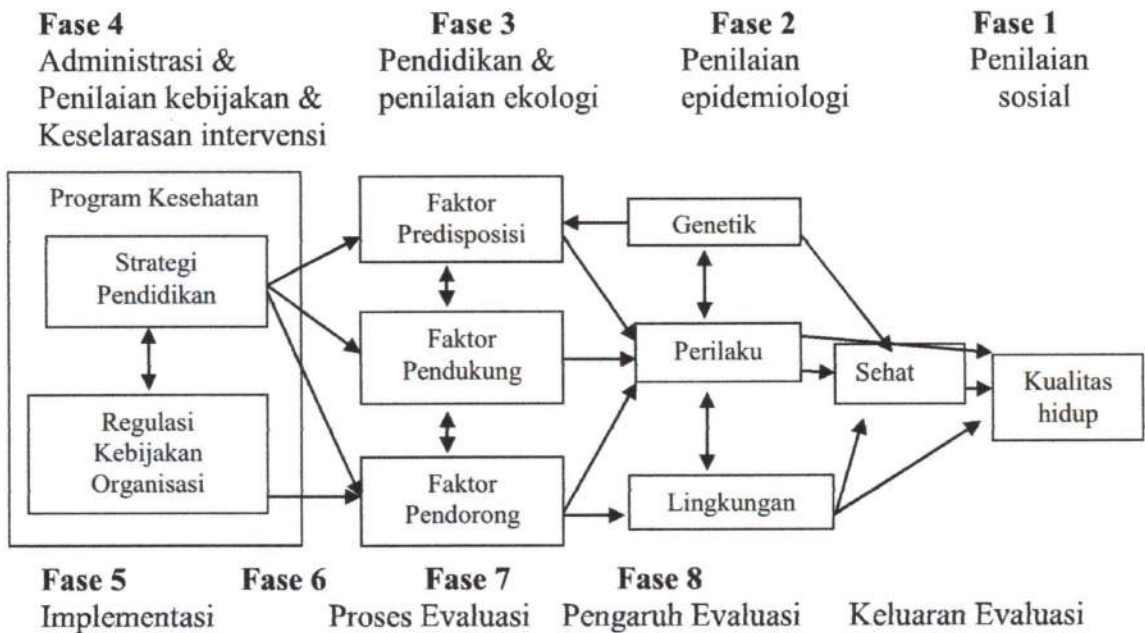 Fase 4 Fase 3 Fase 2 Fase 1
Administrasi & Pendidikan & Penilaian Penilaian
Penilaian kebijakan & penilaian ekologi epidemiologi sosial
Keselarasan intervensi
Program Kesehatan
Strategi
Pendidikan
Regulasi
Kebijakan
Organisasi
Faktor
Predisposisi
Faktor
Pendukung
Faktor
Pendorong
Genetik
Perilaku
Lingkungan
Sehat
Kualitas
hidup
Fase 5 Fase 6 Fase 7 Fase 8
Implementasi Proses Evaluasi Pengaruh Evaluasi Keluaran Evaluasi